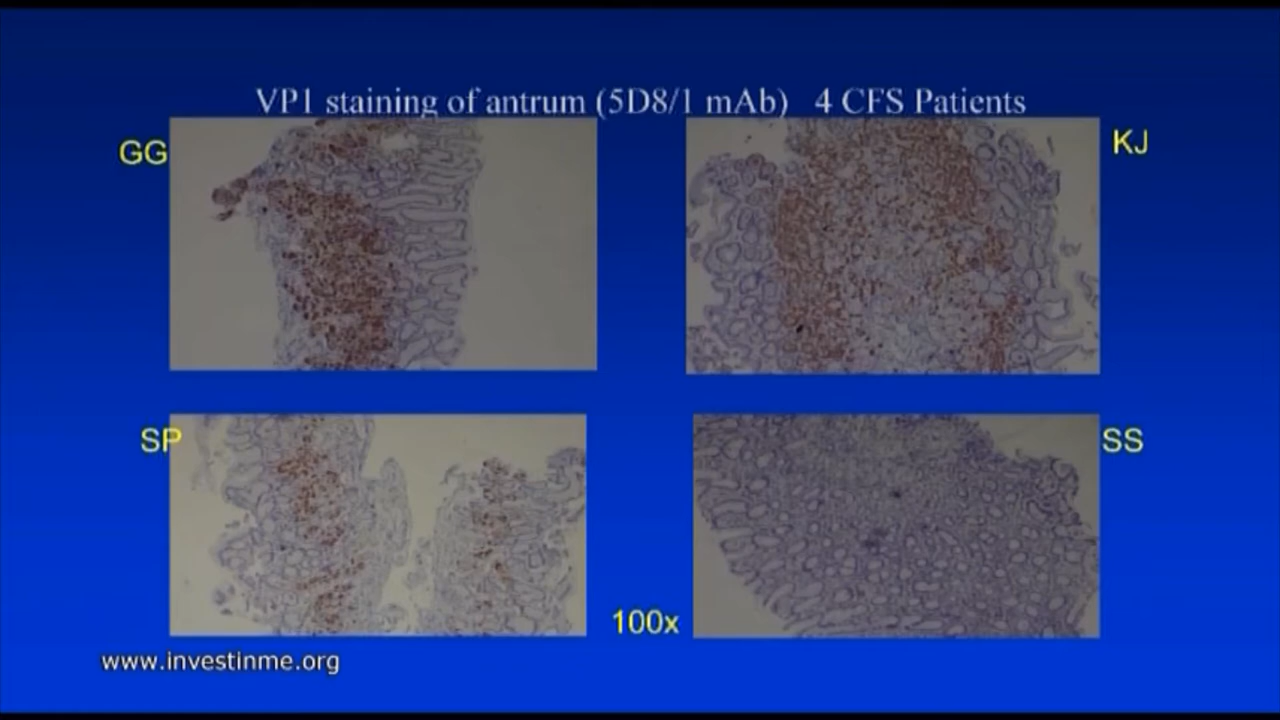 VP1 staining of antrum (5D8/1 mAb) 4 CFS Patients
GG
KJ
SP
SS
100x
www.investinme.org